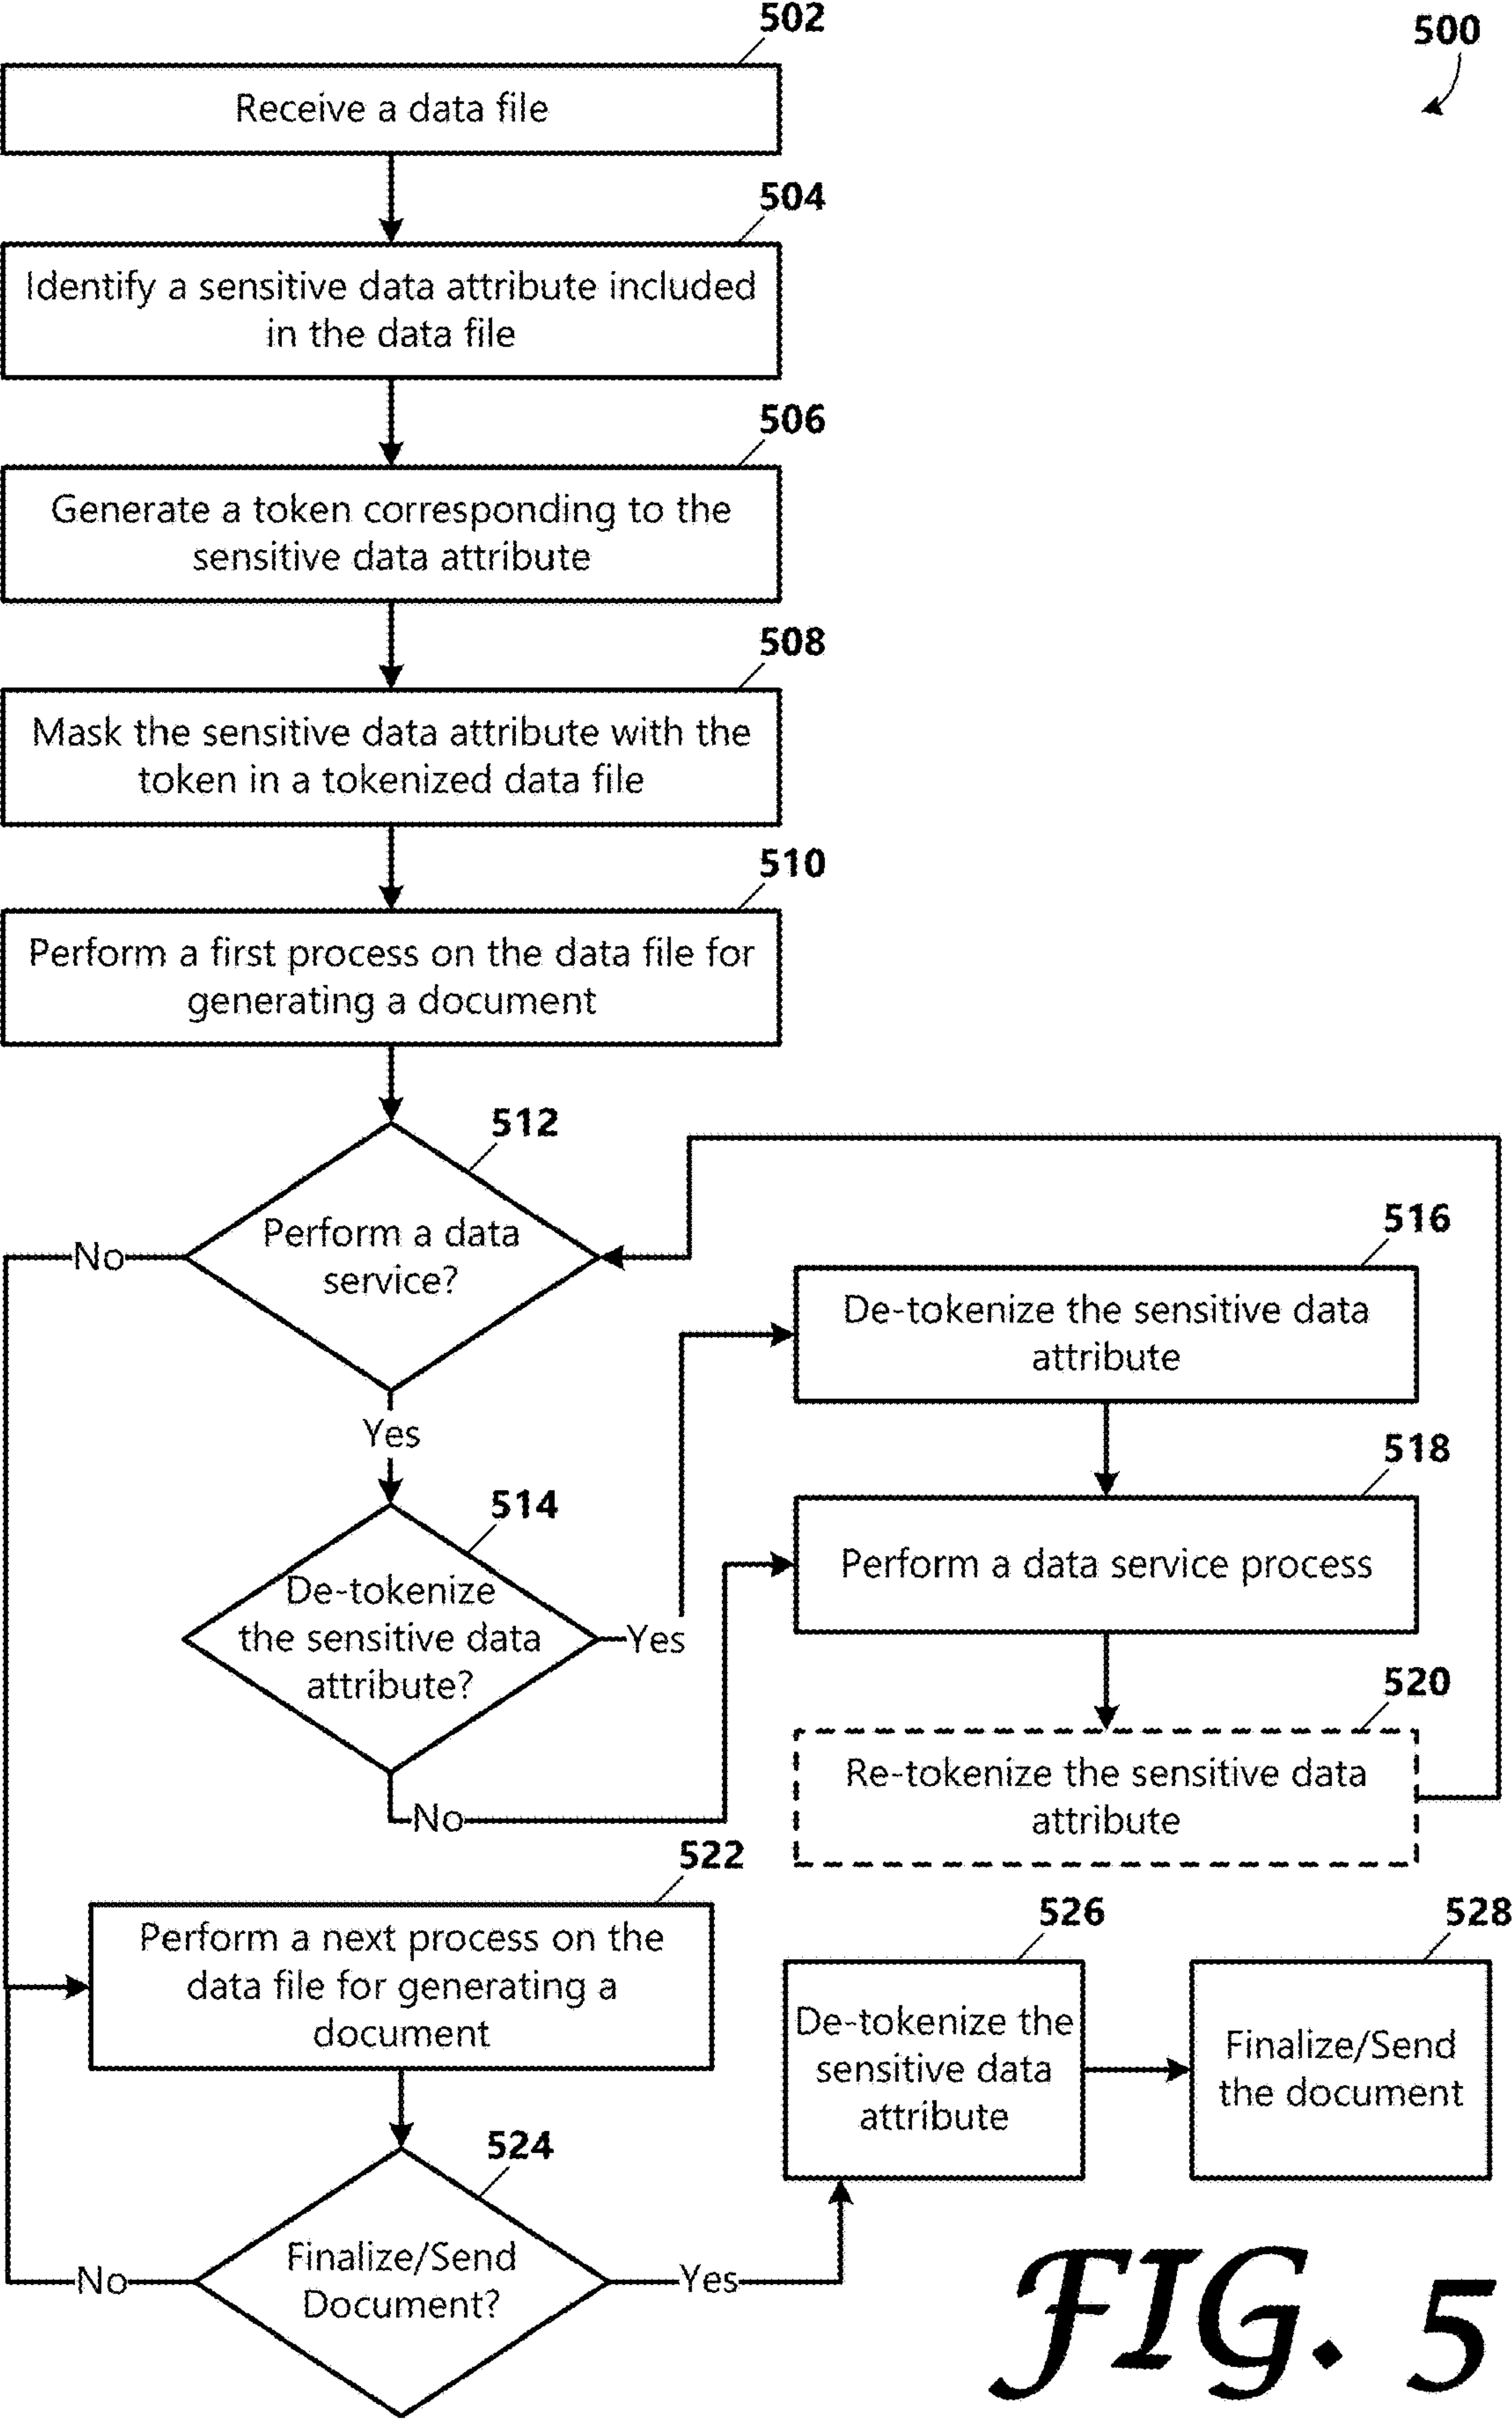 502
500
Receive a data file
504
Identify a sensitive data attribute included
in the data file
506
Generate a token corresponding to the
sensitive data attribute
508
Mask the sensitive data attribute with the
token in a tokenized data file
510
Perform a first process on the data file for
generating a document
512
Perform a data
service?
No
Yes
514
De-tokenize
the sensitive data
attribute?
Yes
No
516
De-tokenize the sensitive data
attribute
518
Perform a data service process
520
Re-tokenize the sensitive data
attribute
522
Perform a next process on the
data file for generating a
document
524
Finalize/Send
Document?
No
Yes
526
De-tokenize the
sensitive data
attribute
528
Finalize/Send
the document
FIG. 5